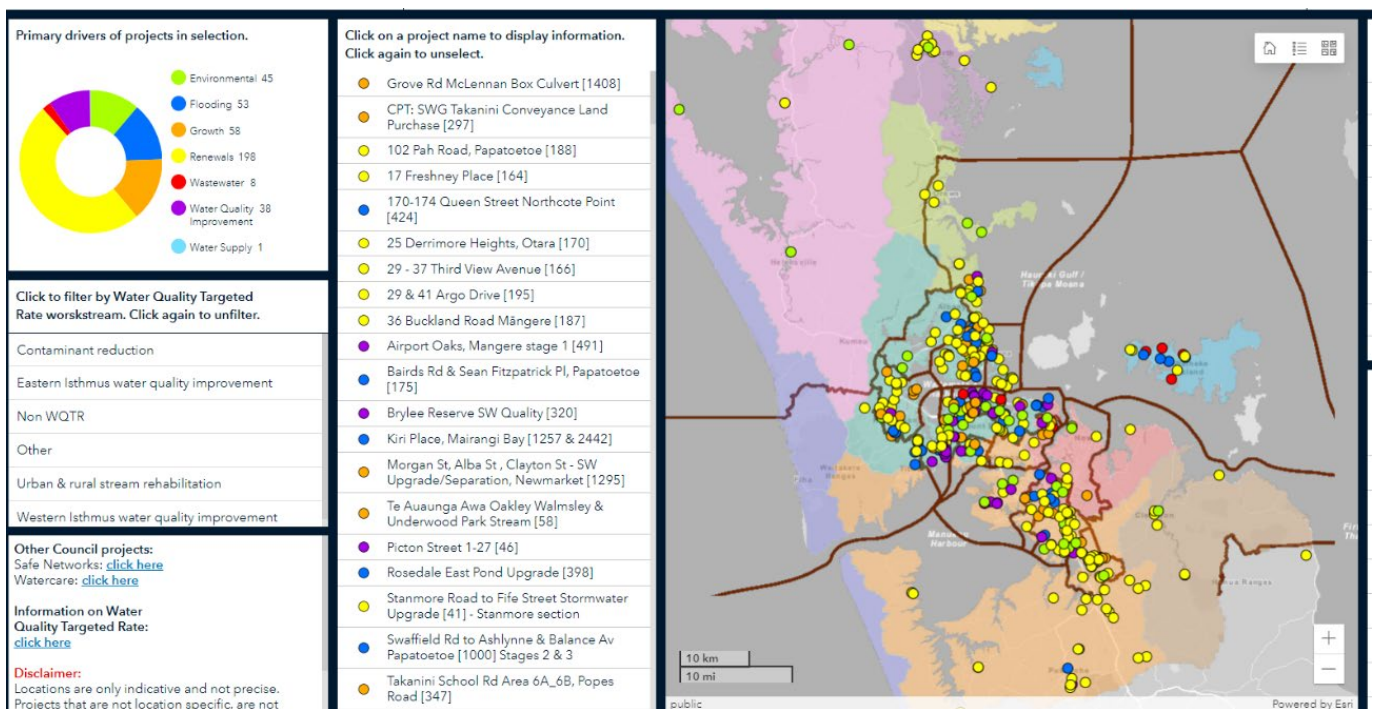 Primary drivers of projects in selection.
Environmental 45
Flooding 53
Growth 58
Renewals 198
Wastewater 8
Water Quality 38
Improvement
Water Supply 1
Click to filter by Water Quality Targeted
Rate worskstream. Click again to unfilter.
Contaminant reduction
Eastern Isthmus water quality improvement
Non WQTR
Other
Urban & rural stream rehabilitation
Western Isthmus water quality improvement
Other Council projects:
Safe Networks: click here
Watercare: click here
Information on Water
Quality Targeted Rate:
click here
Disclaimer:
Locations are only indicative and not precise.
Projects that are not location specific, are not
Click on a project name to display information.
Click again to unselect.
Grove Rd McLennan Box Culvert [1408]
CPT: SWG Takanini Conveyance Land
Purchase [297]
102 Pah Road, Papatoetoe [188]
17 Freshney Place [164]
170-174 Queen Street Northcote Point
[424]
25 Derrimore Heights, Otara [170]
29 - 37 Third View Avenue [166]
29 & 41 Argo Drive [195]
36 Buckland Road Māngere [187]
Airport Oaks, Mangere stage 1 [491]
Bairds Rd & Sean Fitzpatrick Pl, Papatoetoe
[175]
Brylee Reserve SW Quality [320]
Kiri Place, Mairangi Bay [1257 & 2442]
Morgan St, Alba St , Clayton St - SW
Upgrade/Separation, Newmarket [1295]
Te Auaunga Awa Oakley Walmsley &
Underwood Park Stream [58]
Picton Street 1-27 [46]
Rosedale East Pond Upgrade [398]
Stanmore Road to Fife Street Stormwater
Upgrade [41] - Stanmore section
Swaffield Rd to Ashlynne & Balance Av
Papatoetoe [1000] Stages 2 & 3
Takanini School Rd Area 6A_6B, Popes
Road [347]
Kumeu
Waitakere
Ranges
Harbour
10 km
10 mi
public
+
−
Powered by Esri